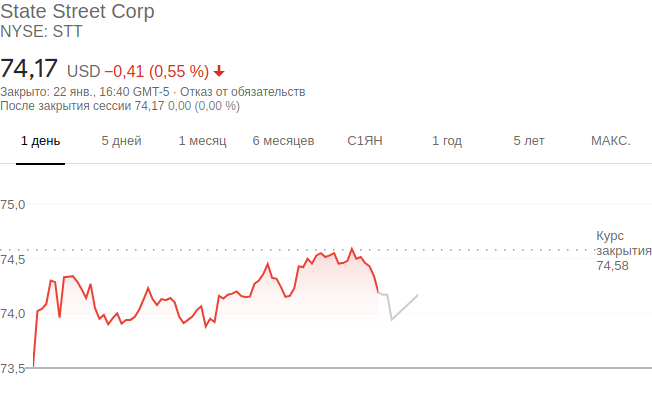 State Street Corp
NYSE: STT
74,17 USD −0,41 (0,55 %)
Закрыто: 22 янв., 16:40 GMT-5 · Отказ от обязательств
После закрытия сессии 74,17 0,00 (0,00 %)
1 день 5 дней 1 месяц 6 месяцев С1ЯН 1 год 5 лет МАКС.
75,0
Курс
закрытия
74,58
74,5
74,0
73,5